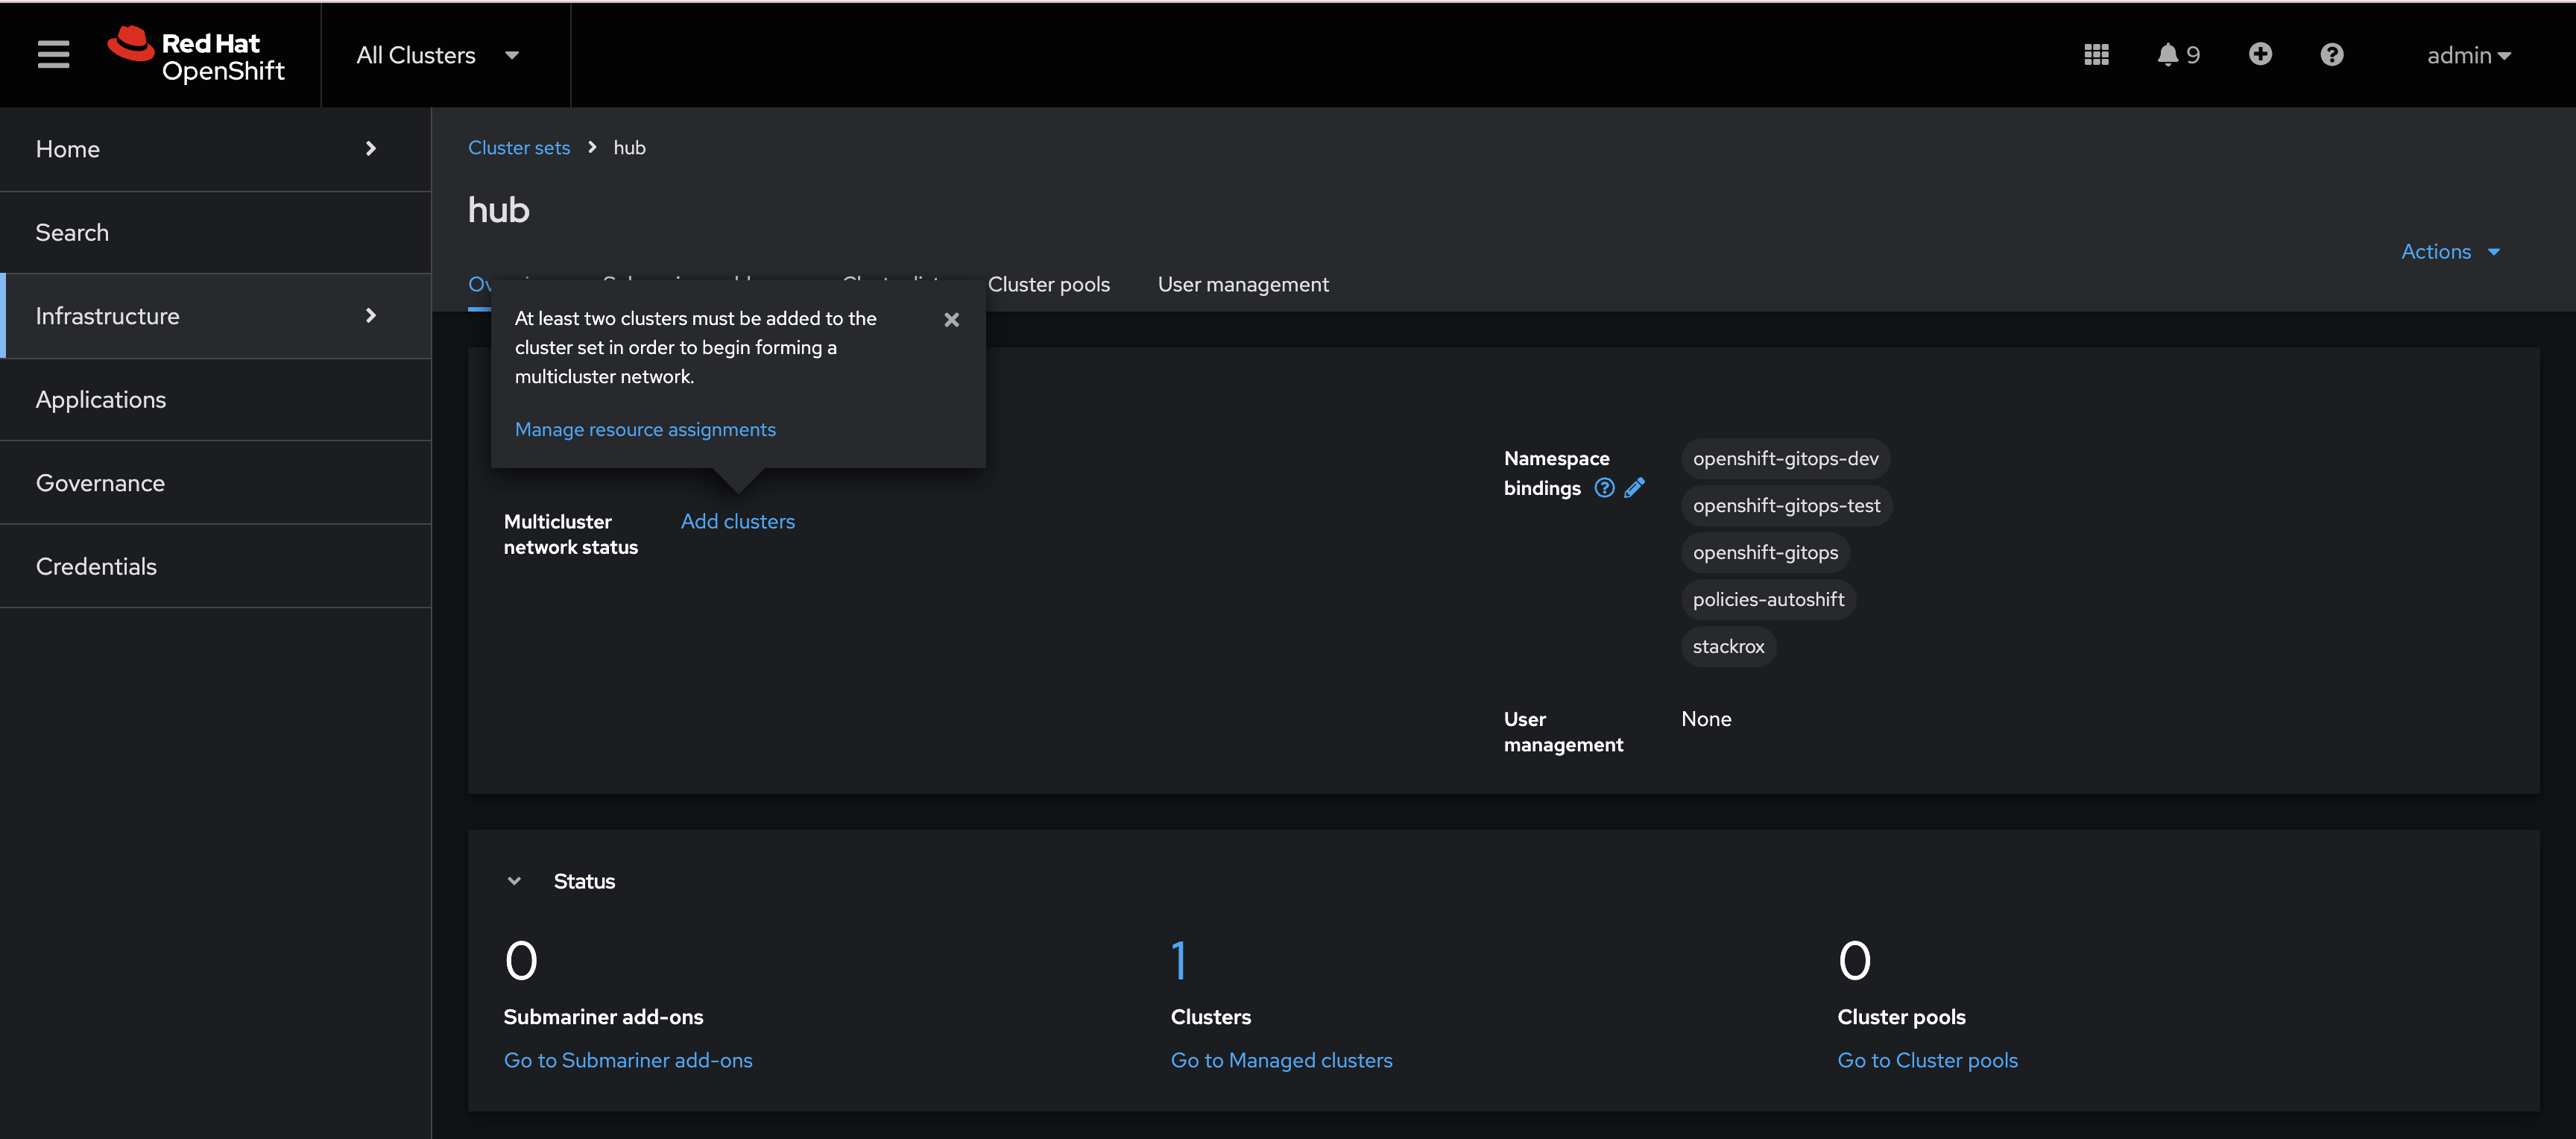 Red Hat
OpenShift
All Clusters
9
admin
Home
Search
Infrastructure
Applications
Governance
Credentials
Cluster sets
hub
hub
Actions
Cluster pools
User management
At least two clusters must be added to the
cluster set in order to begin forming a
multicluster network.
Manage resource assignments
Multicluster
network status
Add clusters
Namespace
bindings
openshift-gitops-dev
openshift-gitops-test
openshift-gitops
policies-autoshift
stackrox
User
management
None
Status
0
Submariner add-ons
Go to Submariner add-ons
1
Clusters
Go to Managed clusters
0
Cluster pools
Go to Cluster pools